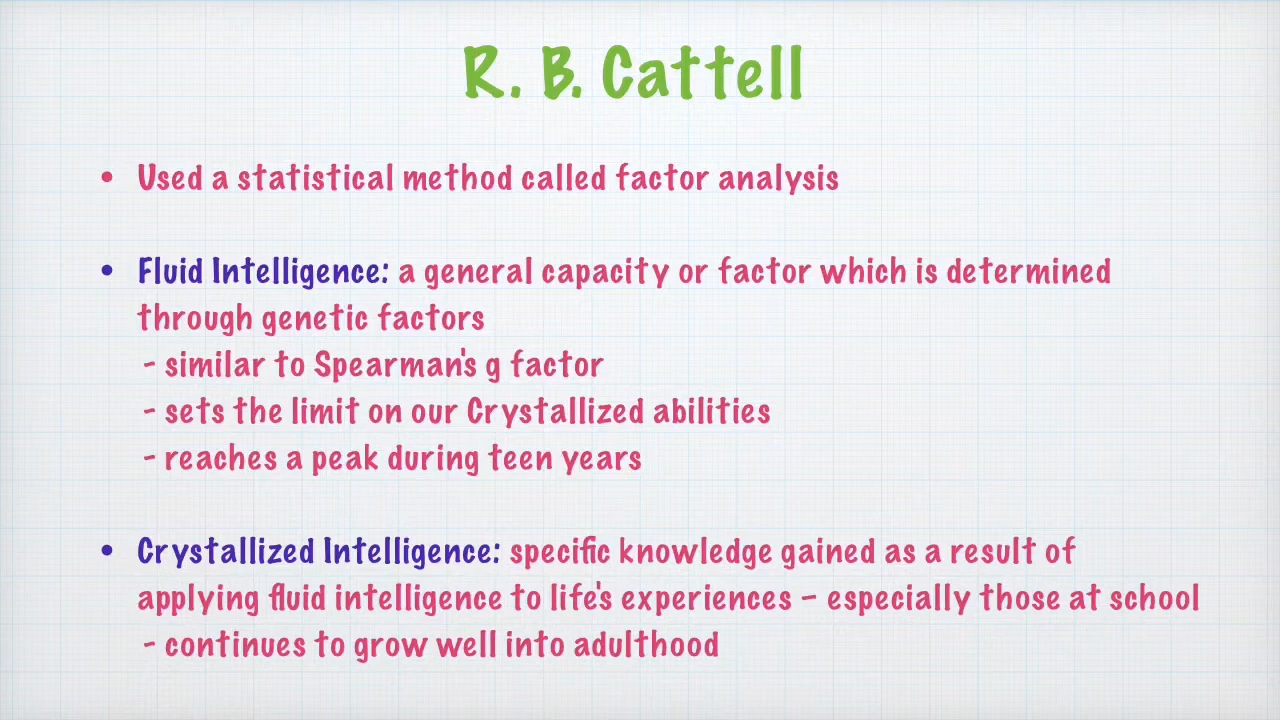 R. B. Cattell
• Used a statistical method called factor analysis
• Fluid Intelligence: a general capacity or factor which is determined
through genetic factors
- similar to Spearman's g factor
- sets the limit on our Crystallized abilities
- reaches a peak during teen years
• Crystallized Intelligence: specific knowledge gained as a result of
applying fluid intelligence to life's experiences – especially those at school
- continues to grow well into adulthood